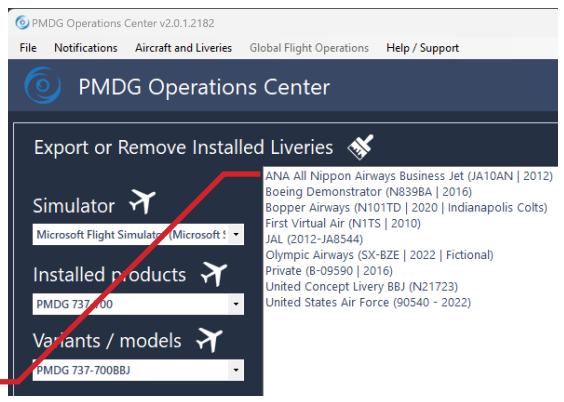 PMDG Operations Center v2.0.1.2182
File Notifications Aircraft and Liveries Global Flight Operations Help / Support
PMDG Operations Center
Export or Remove Installed Liveries
ANA All Nippon Airways Business Jet (JA10AN | 2012)
Boeing Demonstrator (N839BA | 2016)
Bopper Airways (N101TD | 2020 | Indianapolis Colts)
First Virtual Air (N1TS | 2010)
JAL (2012-JA8544)
Olympic Airways (SX-BZE | 2022 | Fictional)
Private (B-09590 | 2016)
United Concept Livery BBJ (N21723)
United States Air Force (90540 - 2022)
Simulator
Microsoft Flight Simulator (Microsoft
Installed products
PMDG 737-700
Variants / models
PMDG 737-700BBJ